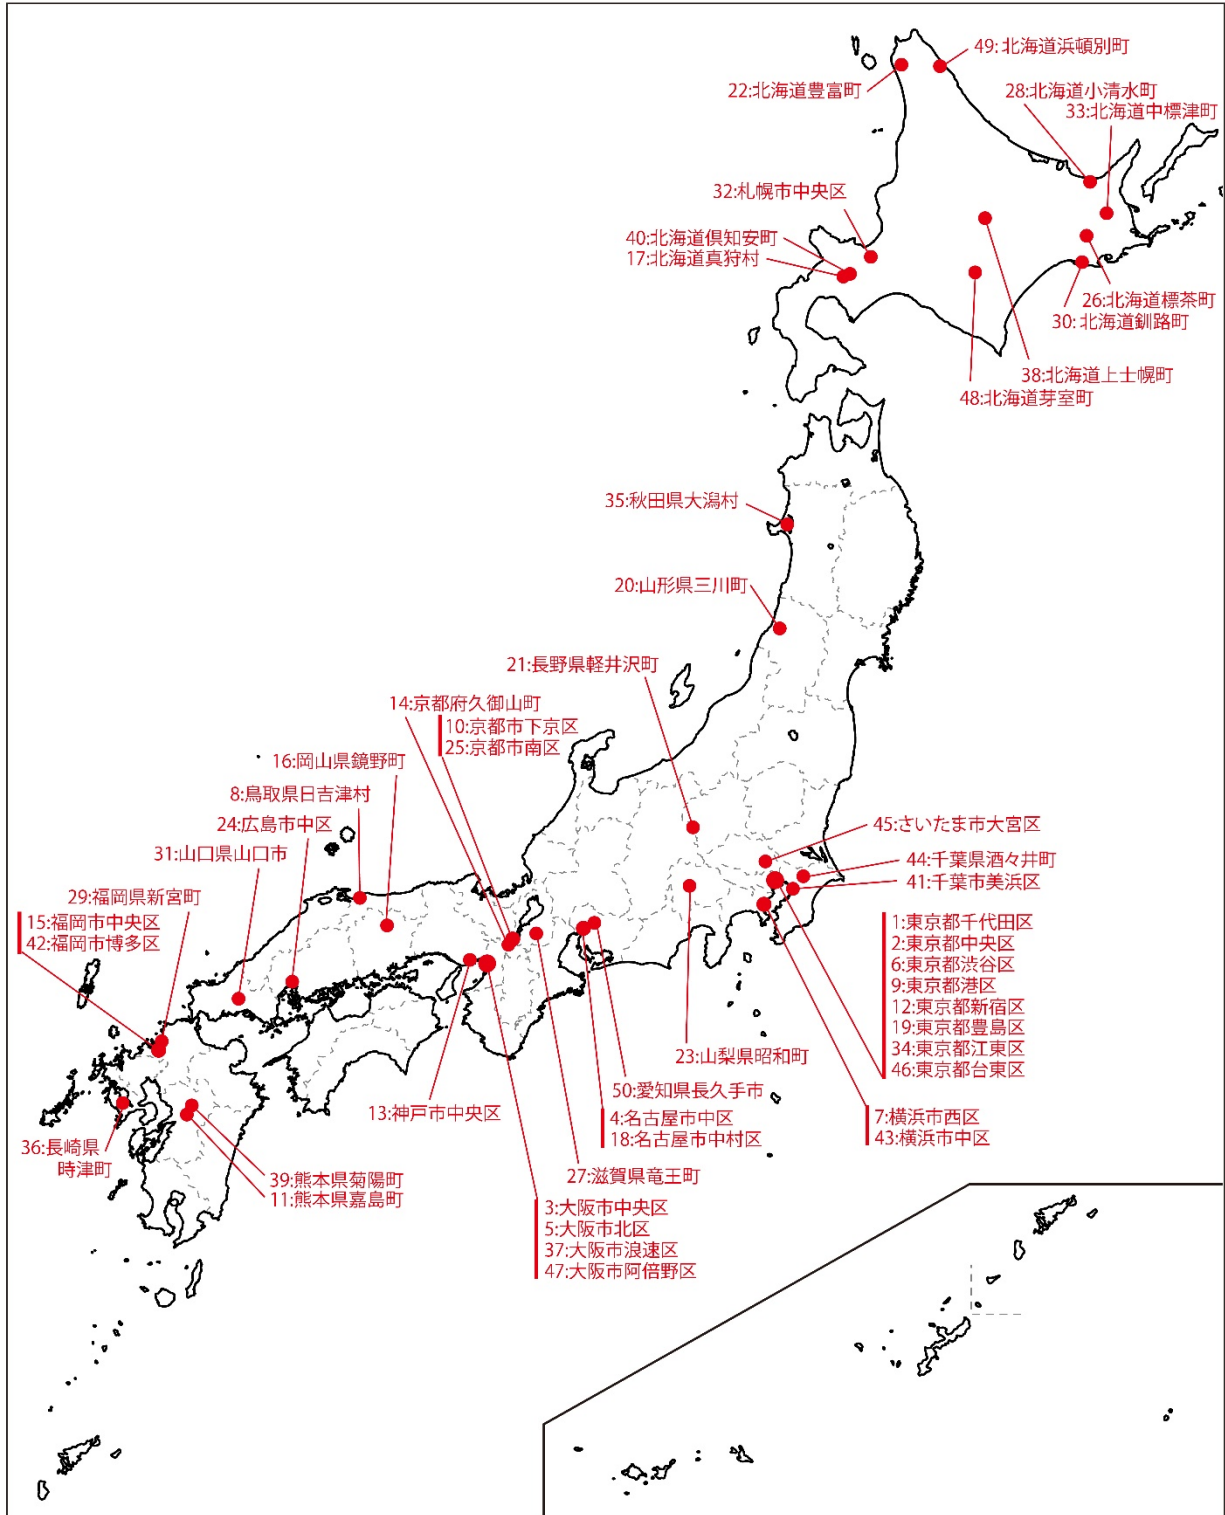 49:北海道浜頓別町
22:北海道豊富町
28:北海道小清水町
33:北海道中標津町
32:札幌市中央区
40:北海道倶知安町
17:北海道真狩村
26:北海道標茶町
30:北海道釧路町
38:北海道上士幌町
48:北海道芽室町
35:秋田県大潟村
20:山形県三川町
21:長野県軽井沢町
14:京都府久御山町
10:京都市下京区
25:京都市南区
16:岡山県鏡野町
8:鳥取県日吉津村
24:広島市中区
31:山口県山口市
29:福岡県新宮町
15:福岡市中央区
42:福岡市博多区
45:さいたま市大宮区
44:千葉県酒々井町
41:千葉市美浜区
1:東京都千代田区
2:東京都中央区
6:東京都渋谷区
9:東京都港区
12:東京都新宿区
19:東京都豊島区
34:東京都江東区
46:東京都台東区
23:山梨県昭和町
50:愛知県長久手市
13:神戸市中央区
4:名古屋市中区
18:名古屋市中村区
7:横浜市西区
43:横浜市中区
36:長崎県
時津町
27:滋賀県竜王町
39:熊本県菊陽町
11:熊本県嘉島町
3:大阪市中央区
5:大阪市北区
37:大阪市浪速区
47:大阪市阿倍野区